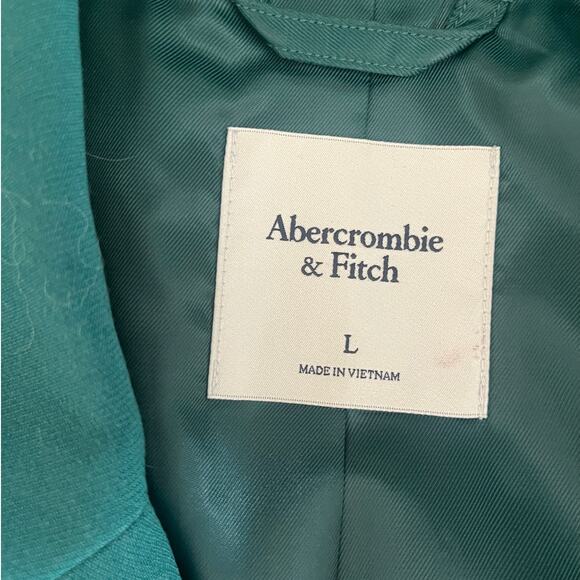 Abercrombie
& Fitch
L
MADE IN VIETNAM